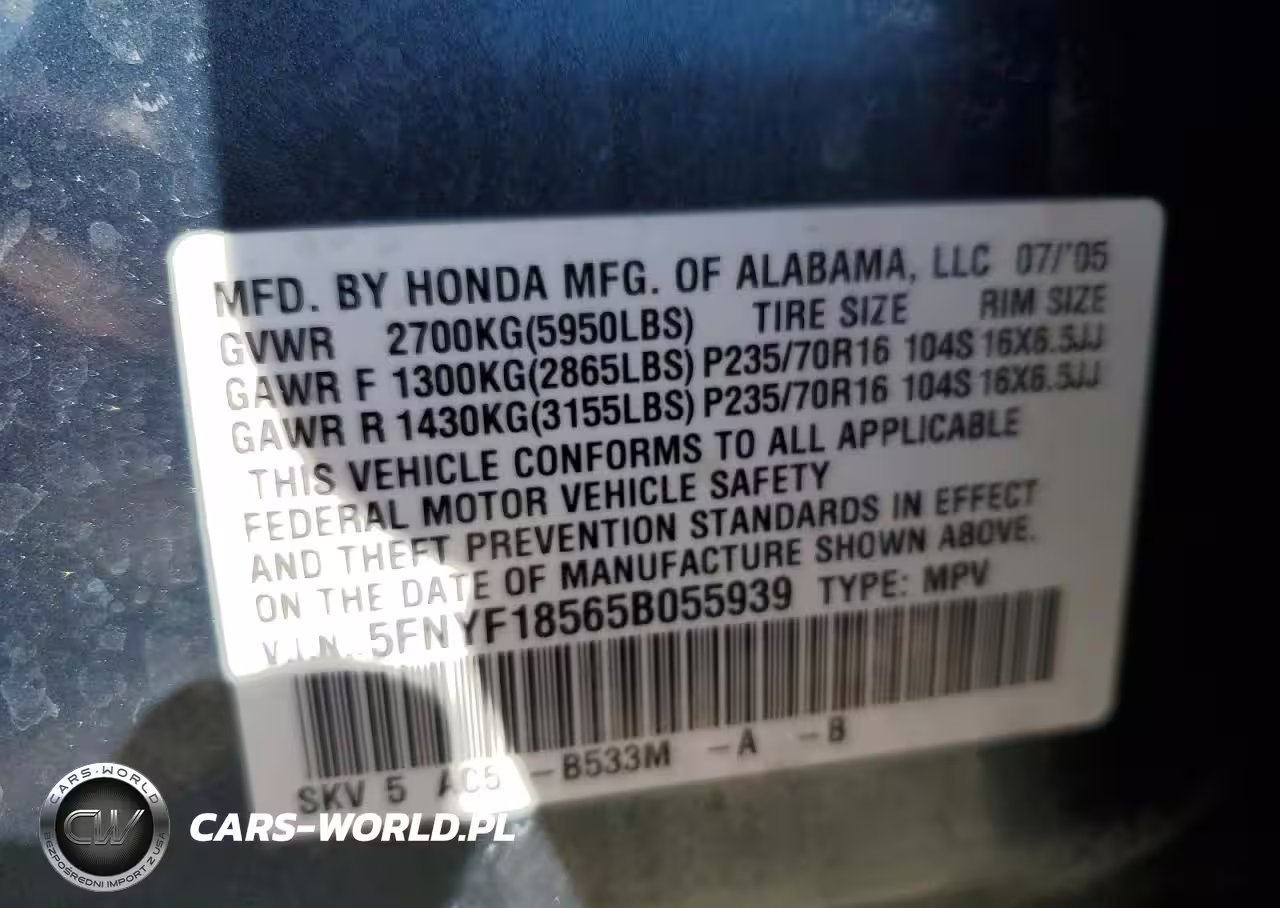 MFD. BY HONDA MFG. OF ALABAMA, LLC 07/'05
GVWR 2700KG(5950LBS) TIRE SIZE RIM SIZE
GAWR F 1300KG(2865LBS) P235/70R16 104S 16X6.5JJ
GAWR R 1430KG(3155LBS) P235/70R16 104S 16X6.5JJ
THIS VEHICLE CONFORMS TO ALL APPLICABLE
FEDERAL MOTOR VEHICLE SAFETY
AND THEFT PREVENTION STANDARDS IN EFFECT
ON THE DATE OF MANUFACTURE SHOWN ABOVE.
V.I.N. 5FNYF18565B055939 TYPE: MPV
SKV 5 AC5 -B533M -A -B
CARS-WORLD
CW
BEZPOŚREDNI IMPORT Z USA
CARS-WORLD.PL